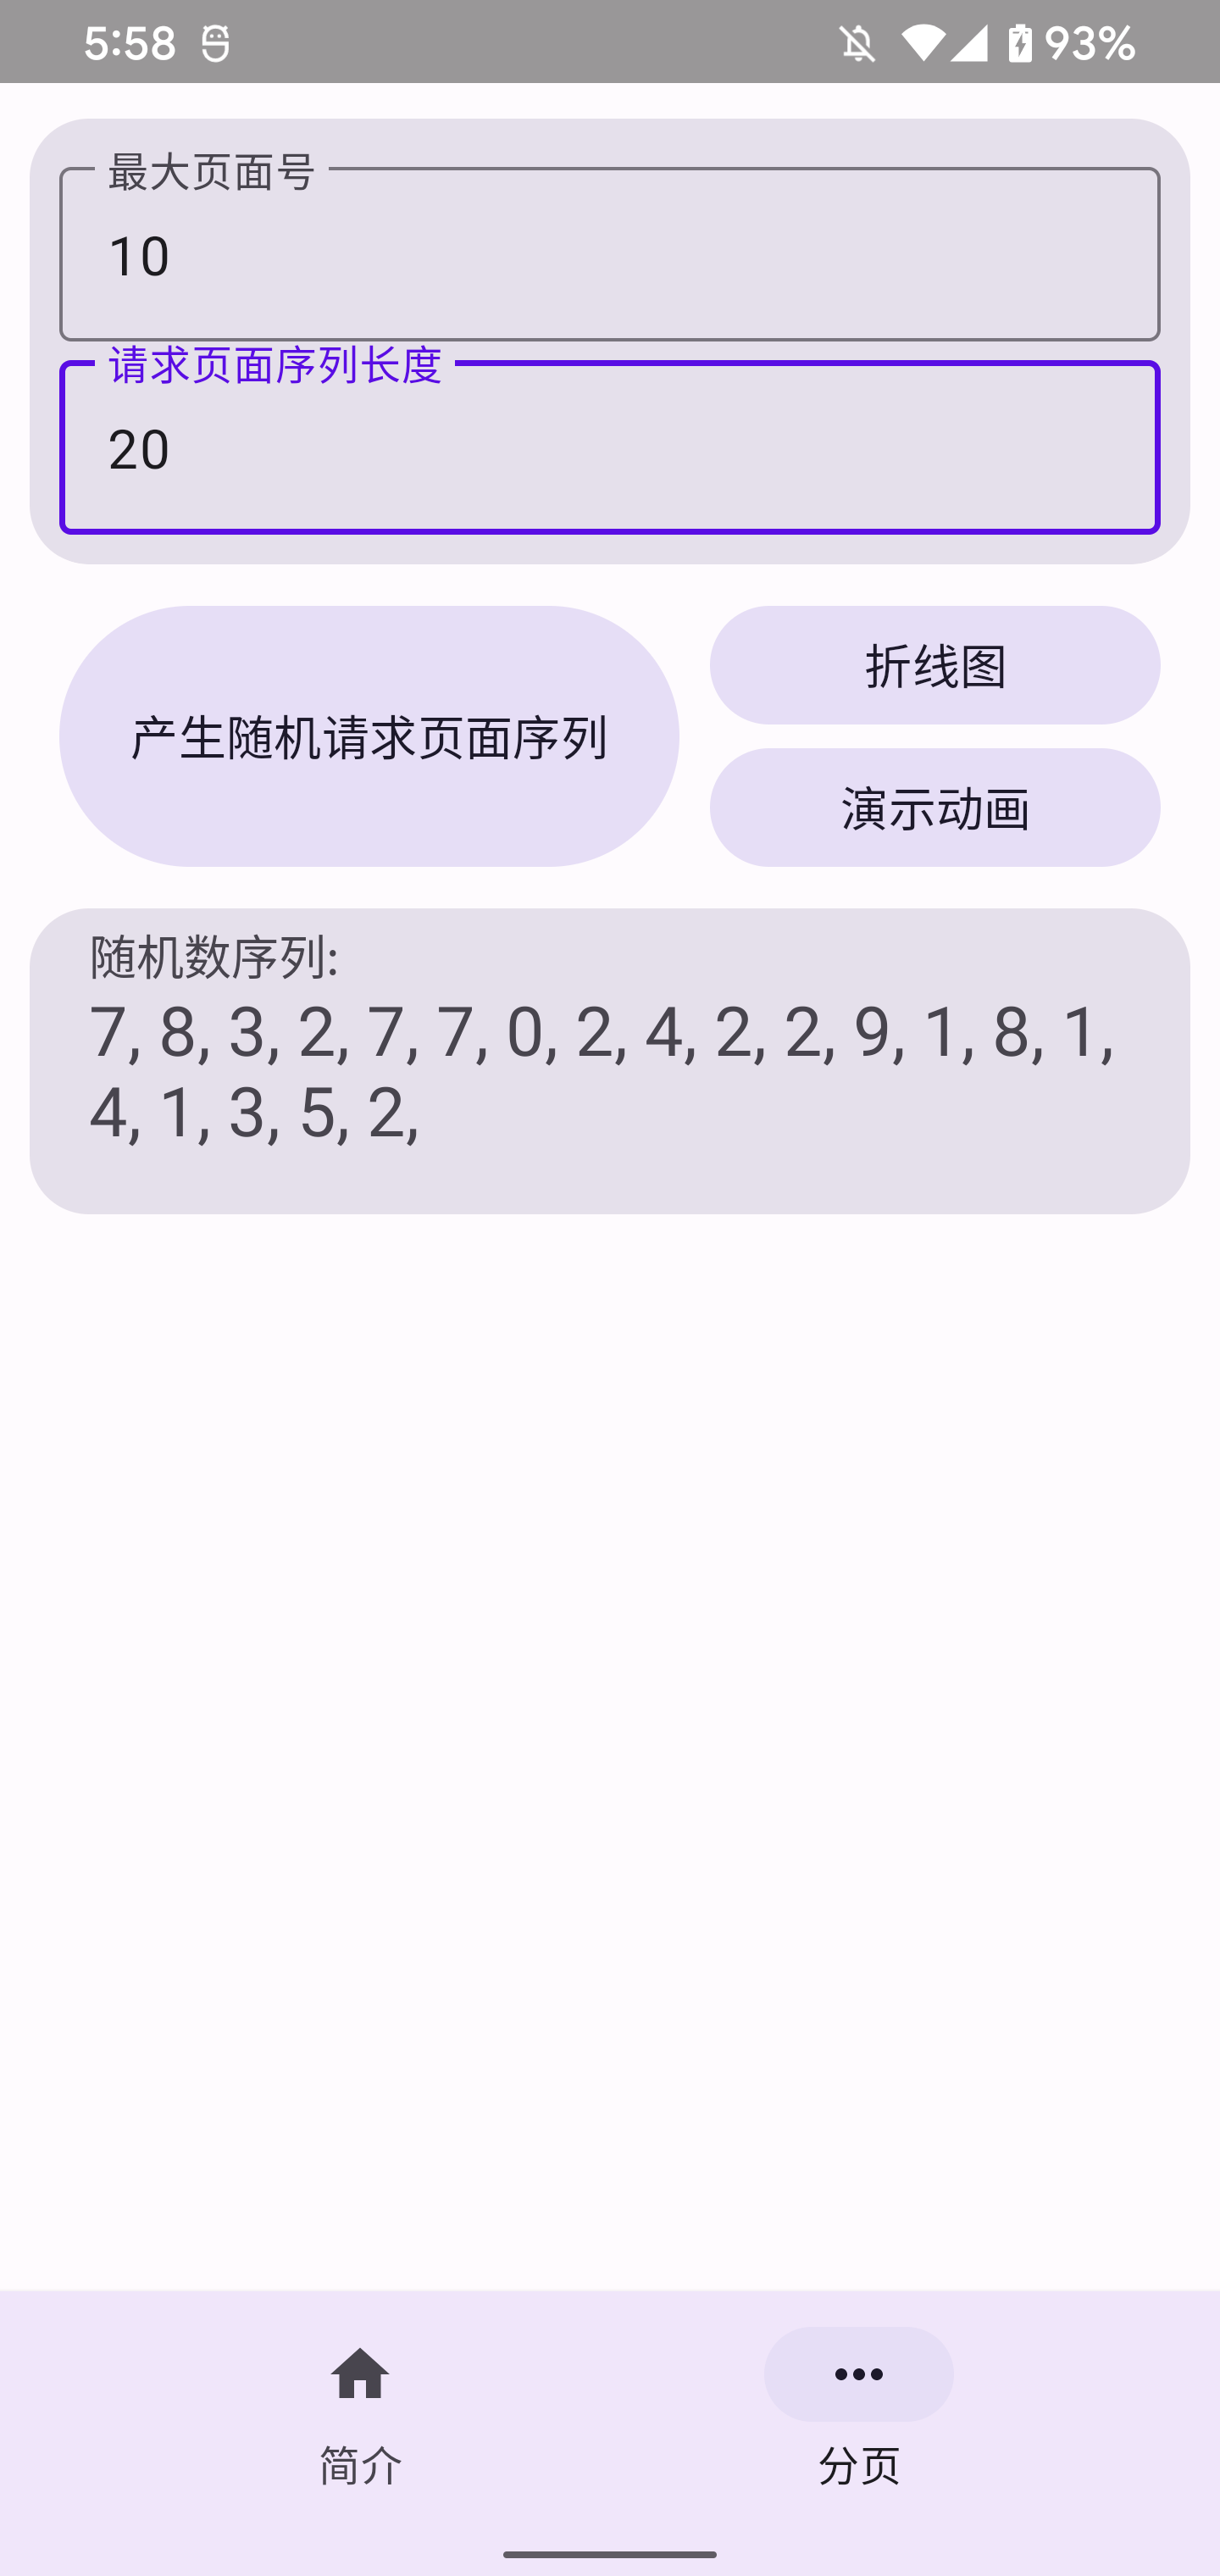 5:58
93%
最大页面号
10
请求页面序列长度
20
产生随机请求页面序列
折线图
演示动画
随机数序列:
7, 8, 3, 2, 7, 7, 0, 2, 4, 2, 2, 9, 1, 8, 1,
4, 1, 3, 5, 2,
简介
分页